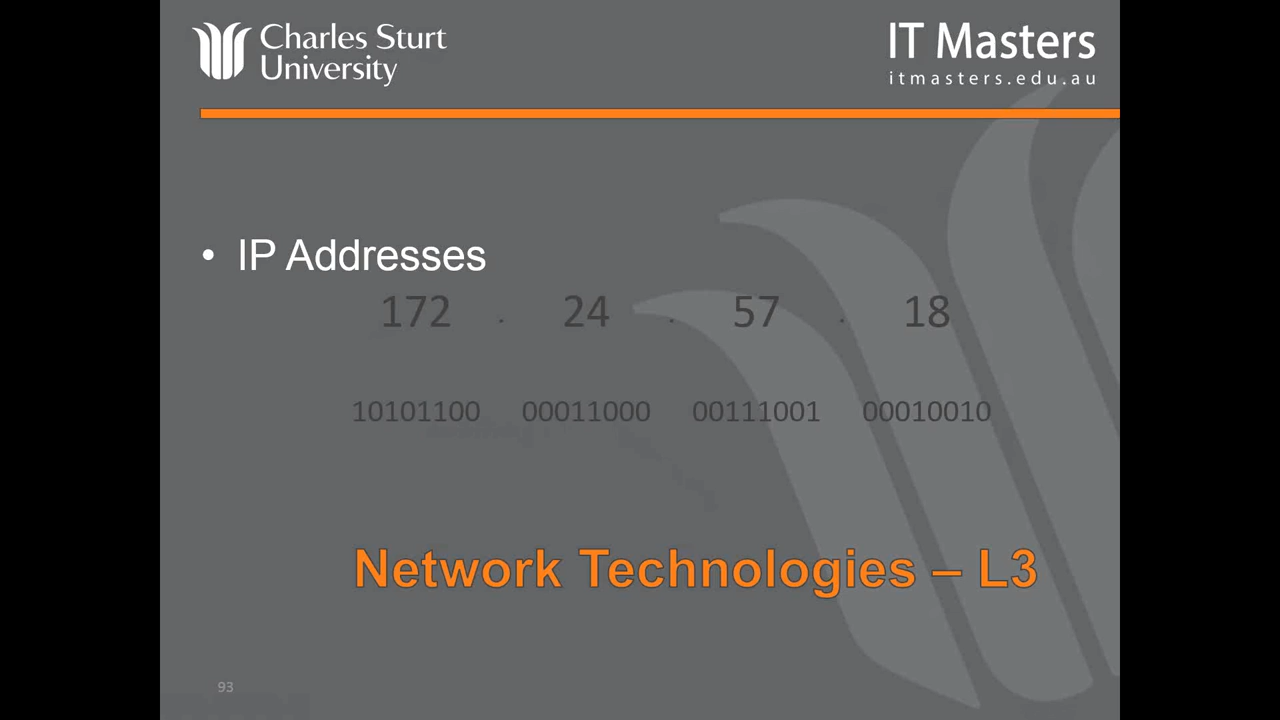 Charles Sturt
University
IT Masters
itmasters.edu.au
• IP Addresses
172 . 24 . 57 . 18
10101100 00011000 00111001 00010010
Network Technologies – L3
93